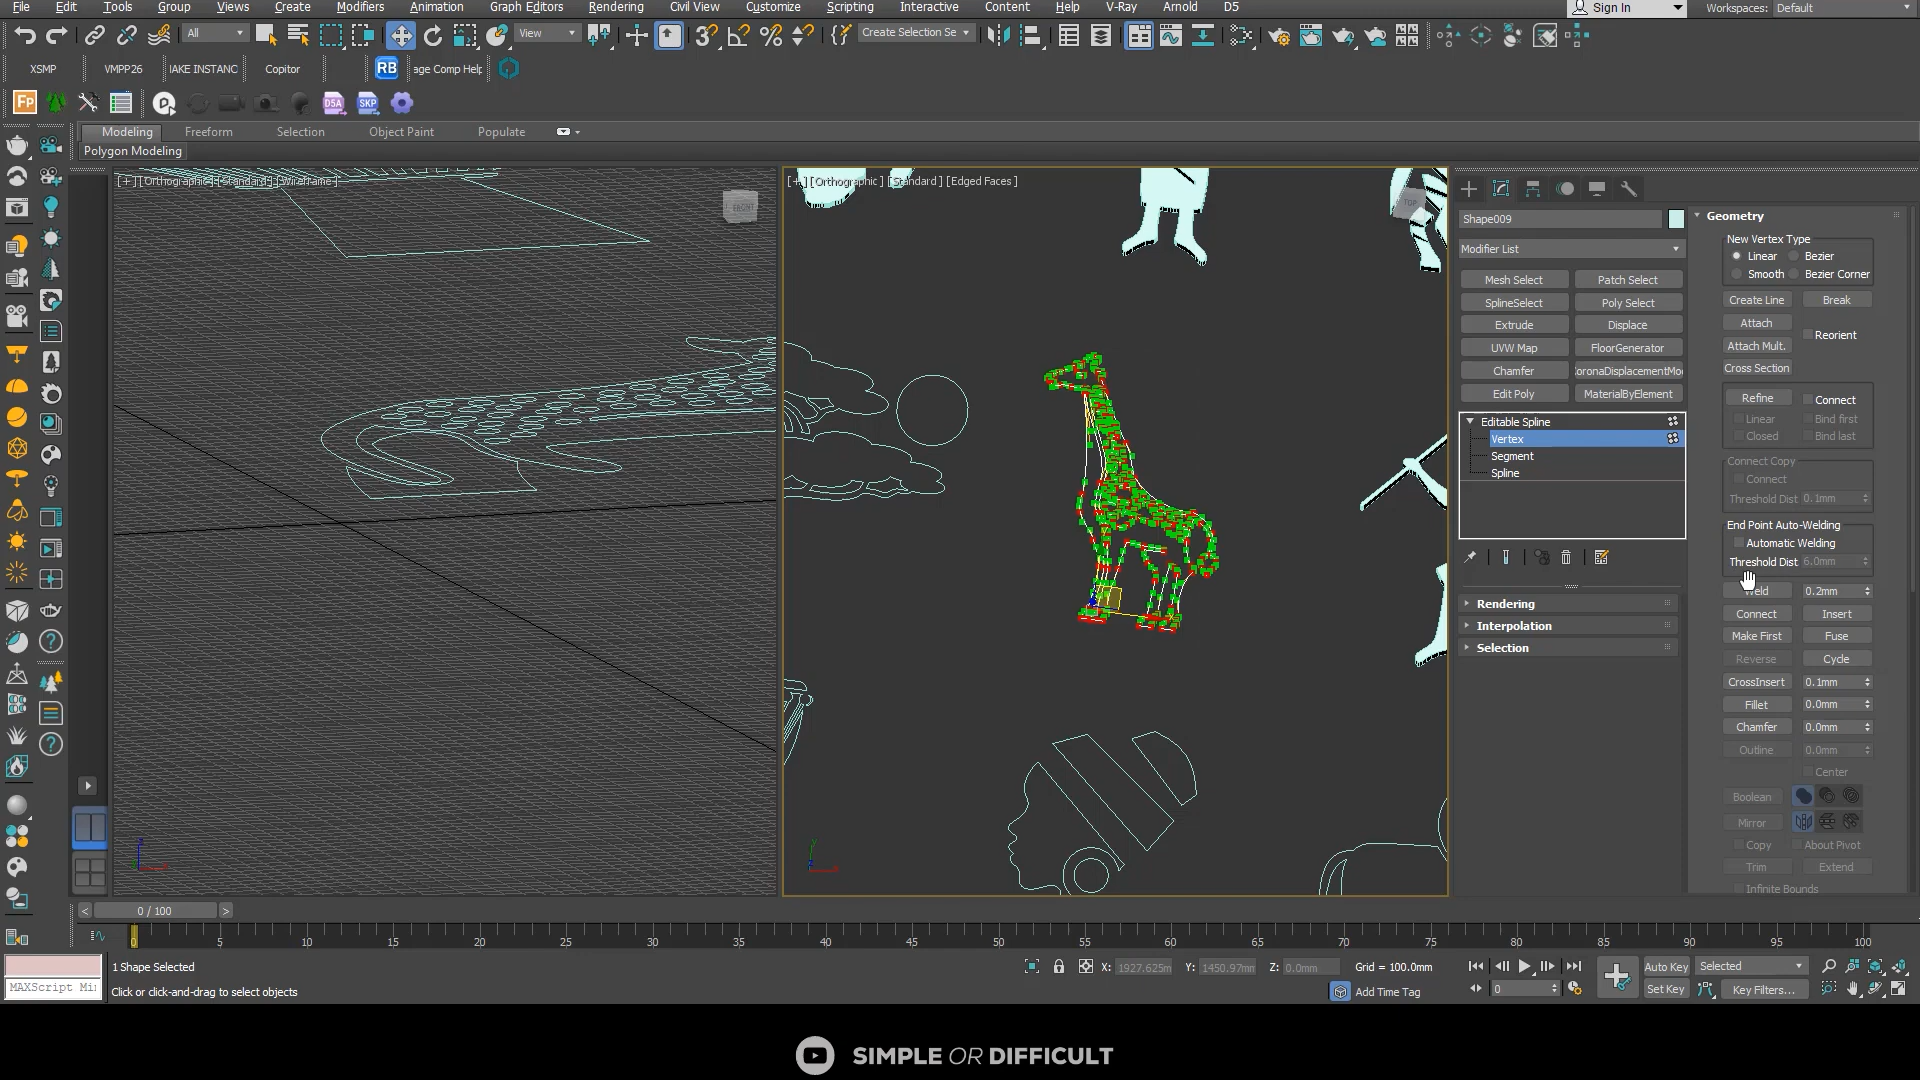 File Edit Tools Group Views Create Modifiers Animation Graph Editors Rendering Civil View Customize Scripting Interactive Content Help V-Ray Arnold D5 Sign In Workspaces: Default
All View Create Selection Se
XSMP VMPP26 IAKE INSTANC Copitor RB age Comp Help
Fp D5A SKP
Modeling Freeform Selection Object Paint Populate
Polygon Modeling
[+] [Orthographic] [Standard] [Wireframe]
FRONT
[+] [Orthographic] [Standard] [Edged Faces]
TOP
Shape009
Modifier List
Mesh Select Patch Select
SplineSelect Poly Select
Extrude Displace
UVW Map FloorGenerator
Chamfer oronaDisplacementMo
Edit Poly MaterialByElement
Editable Spline
Vertex
Segment
Spline
Rendering
Interpolation
Selection
Geometry
New Vertex Type
Linear Bezier
Smooth Bezier Corner
Create Line Break
Attach
Reorient
Attach Mult.
Cross Section
Refine Connect
Linear Bind first
Closed Bind last
Connect Copy
Connect
Threshold Dist 0.1mm
End Point Auto-Welding
Automatic Welding
Threshold Dist 6.0mm
Weld 0.2mm
Connect Insert
Make First Fuse
Reverse Cycle
CrossInsert 0.1mm
Fillet 0.0mm
Chamfer 0.0mm
Outline 0.0mm
Center
Boolean
Mirror
Copy About Pivot
Trim Extend
Infinite Bounds
< 0 / 100 >
0 5 10 15 20 25 30 35 40 45 50 55 60 65 70 75 80 85 90 95 100
1 Shape Selected X: 1927.625m Y: 1450.97mm Z: 0.0mm Grid = 100.0mm Auto Key Selected
MAXScript Mi Click or click-and-drag to select objects Add Time Tag 0 Set Key Key Filters...
SIMPLE OR DIFFICULT